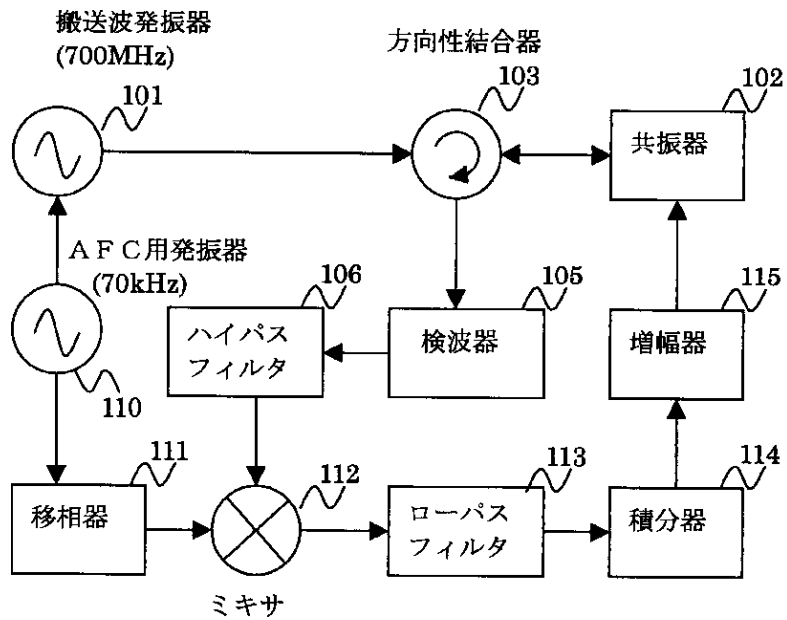 搬送波発振器
(700MHz)
方向性結合器
101
103
102
共振器
ＡＦＣ用発振器
(70kHz)
106
105
115
ハイパス
フィルタ
検波器
増幅器
110
111
112
113
114
移相器
ローパス
フィルタ
積分器
ミキサ